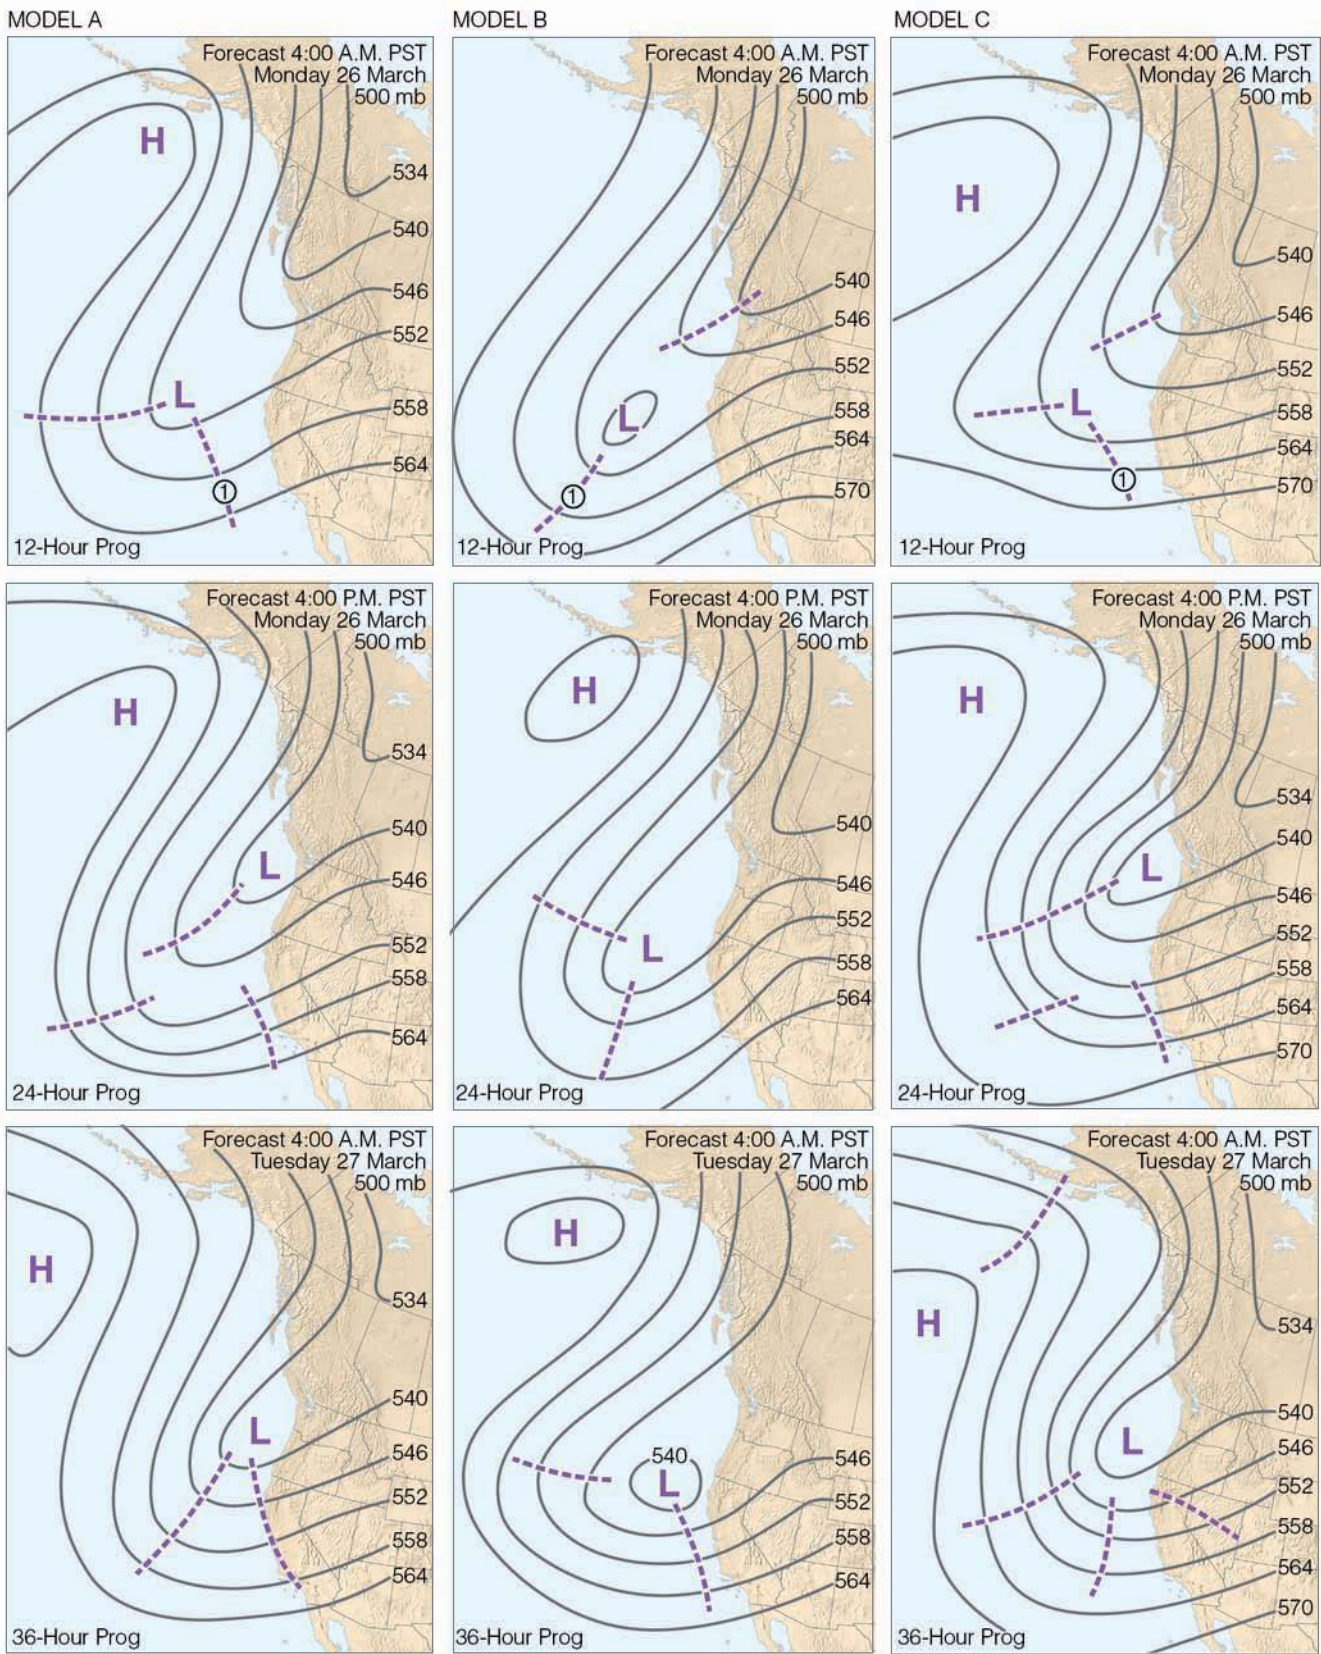 MODEL A
Forecast 4:00 A.M. PST
Monday 26 March
500 mb
H
534
540
546
552
L
558
564
1
12-Hour Prog
MODEL B
Forecast 4:00 A.M. PST
Monday 26 March
500 mb
540
546
552
L
558
564
570
1
12-Hour Prog
MODEL C
Forecast 4:00 A.M. PST
Monday 26 March
500 mb
H
540
546
552
L
558
564
1
570
12-Hour Prog
Forecast 4:00 P.M. PST
Monday 26 March
500 mb
H
534
540
L
546
552
558
564
24-Hour Prog
Forecast 4:00 P.M. PST
Monday 26 March
500 mb
H
540
546
552
L
558
564
24-Hour Prog
Forecast 4:00 P.M. PST
Monday 26 March
500 mb
H
534
540
L
546
552
558
564
570
24-Hour Prog
Forecast 4:00 A.M. PST
Tuesday 27 March
500 mb
H
534
540
L
546
552
558
564
36-Hour Prog
Forecast 4:00 A.M. PST
Tuesday 27 March
500 mb
H
540
546
L
552
558
564
36-Hour Prog
Forecast 4:00 A.M. PST
Tuesday 27 March
500 mb
H
534
540
L
546
552
558
564
570
36-Hour Prog